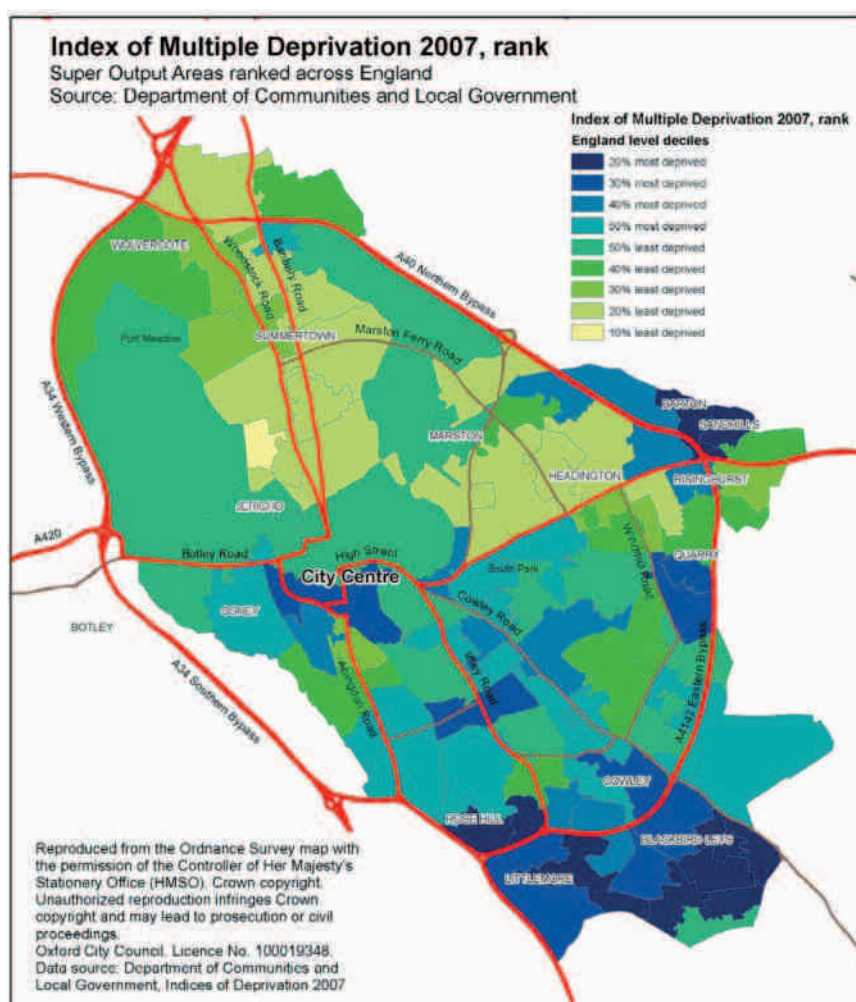 Index of Multiple Deprivation 2007, rank
Super Output Areas ranked across England
Source: Department of Communities and Local Government
Index of Multiple Deprivation 2007, rank
England level deciles
20% most deprived
30% most deprived
40% most deprived
50% most deprived
50% least deprived
40% least deprived
30% least deprived
20% least deprived
10% least deprived
WOLVERCOTE
Woodstock Road
Banbury Road
A40 Northern Bypass
Port Meadow
SUMMERTOWN
Marston Ferry Road
A34 Western Bypass
BARTON
SANDHILLS
MARSTON
HEADINGTON
RISINGHURST
JERICHO
A420
Botley Road
High Street
Windmill Road
QUARRY
City Centre
South Park
Cowley Road
OSNEY
BOTLEY
A34 Southern Bypass
Abingdon Road
Iffley Road
A4142 Eastern Bypass
COWLEY
ROSE HILL
BLACKBIRD LEYS
LITTLEMORE
Reproduced from the Ordnance Survey map with
the permission of the Controller of Her Majesty's
Stationery Office (HMSO). Crown copyright.
Unauthorized reproduction infringes Crown
copyright and may lead to prosecution or civil
proceedings.
Oxford City Council. Licence No. 100019348.
Data source: Department of Communities and
Local Government, Indices of Deprivation 2007